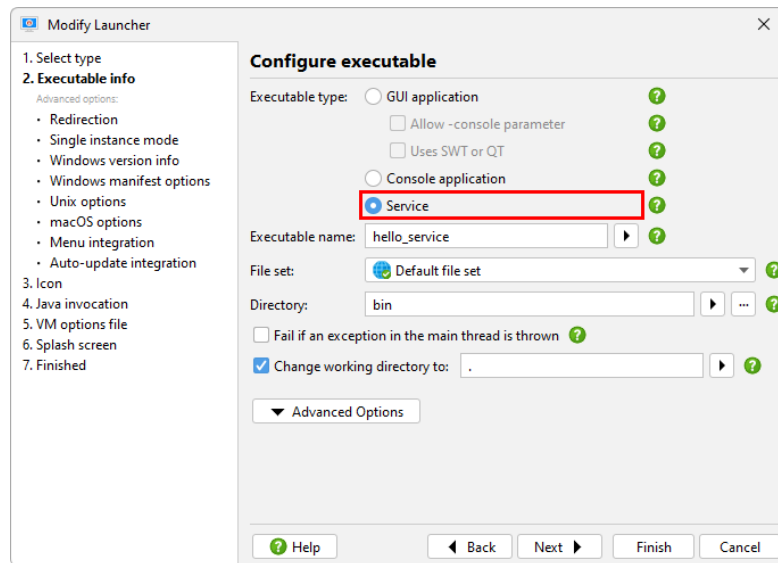 Modify Launcher
1. Select type
2. Executable info
Advanced options:
Redirection
Single instance mode
Windows version info
Windows manifest options
Unix options
macOS options
Menu integration
Auto-update integration
3. Icon
4. Java invocation
5. VM options file
6. Splash screen
7. Finished
Configure executable
Executable type: GUI application
Allow -console parameter
Uses SWT or QT
Console application
Service
Executable name: hello_service
File set: Default file set
Directory: bin ...
Fail if an exception in the main thread is thrown
Change working directory to: .
Advanced Options
Help Back Next Finish Cancel